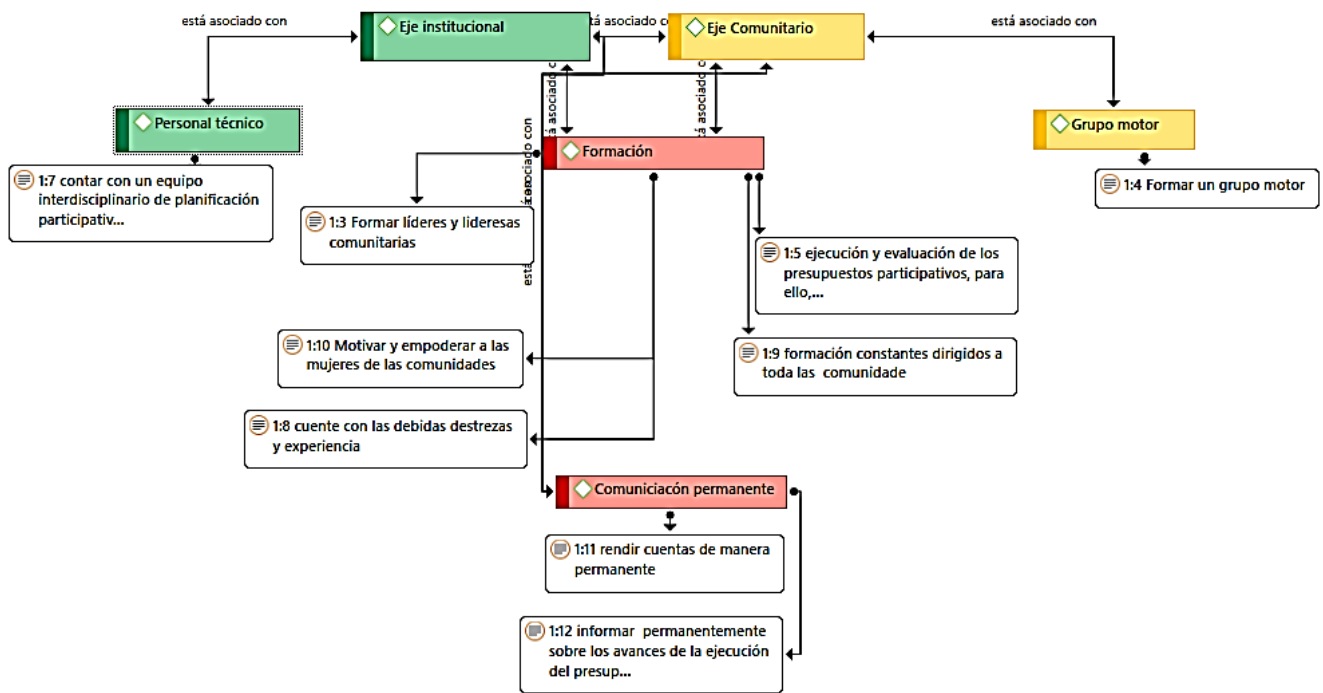 está asociado con
Eje institucional
está asociado co
Eje Comunitario
está asociado con
Personal técnico
está asociado c
está asociado con
tá asociado con
Grupo motor
Formación
1:7 contar con un equipo
interdisciplinario de planificación
participativ...
1:4 Formar un grupo motor
1:3 Formar líderes y lideresas
comunitarias
1:5 ejecución y evaluación de los
presupuestos participativos, para
ello,...
1:10 Motivar y empoderar a las
mujeres de las comunidades
1:9 formación constantes dirigidos a
toda las comunidade
1:8 cuente con las debidas destrezas
y experiencia
Comuniciacón permanente
1:11 rendir cuentas de manera
permanente
1:12 informar permanentemente
sobre los avances de la ejecución
del presup...